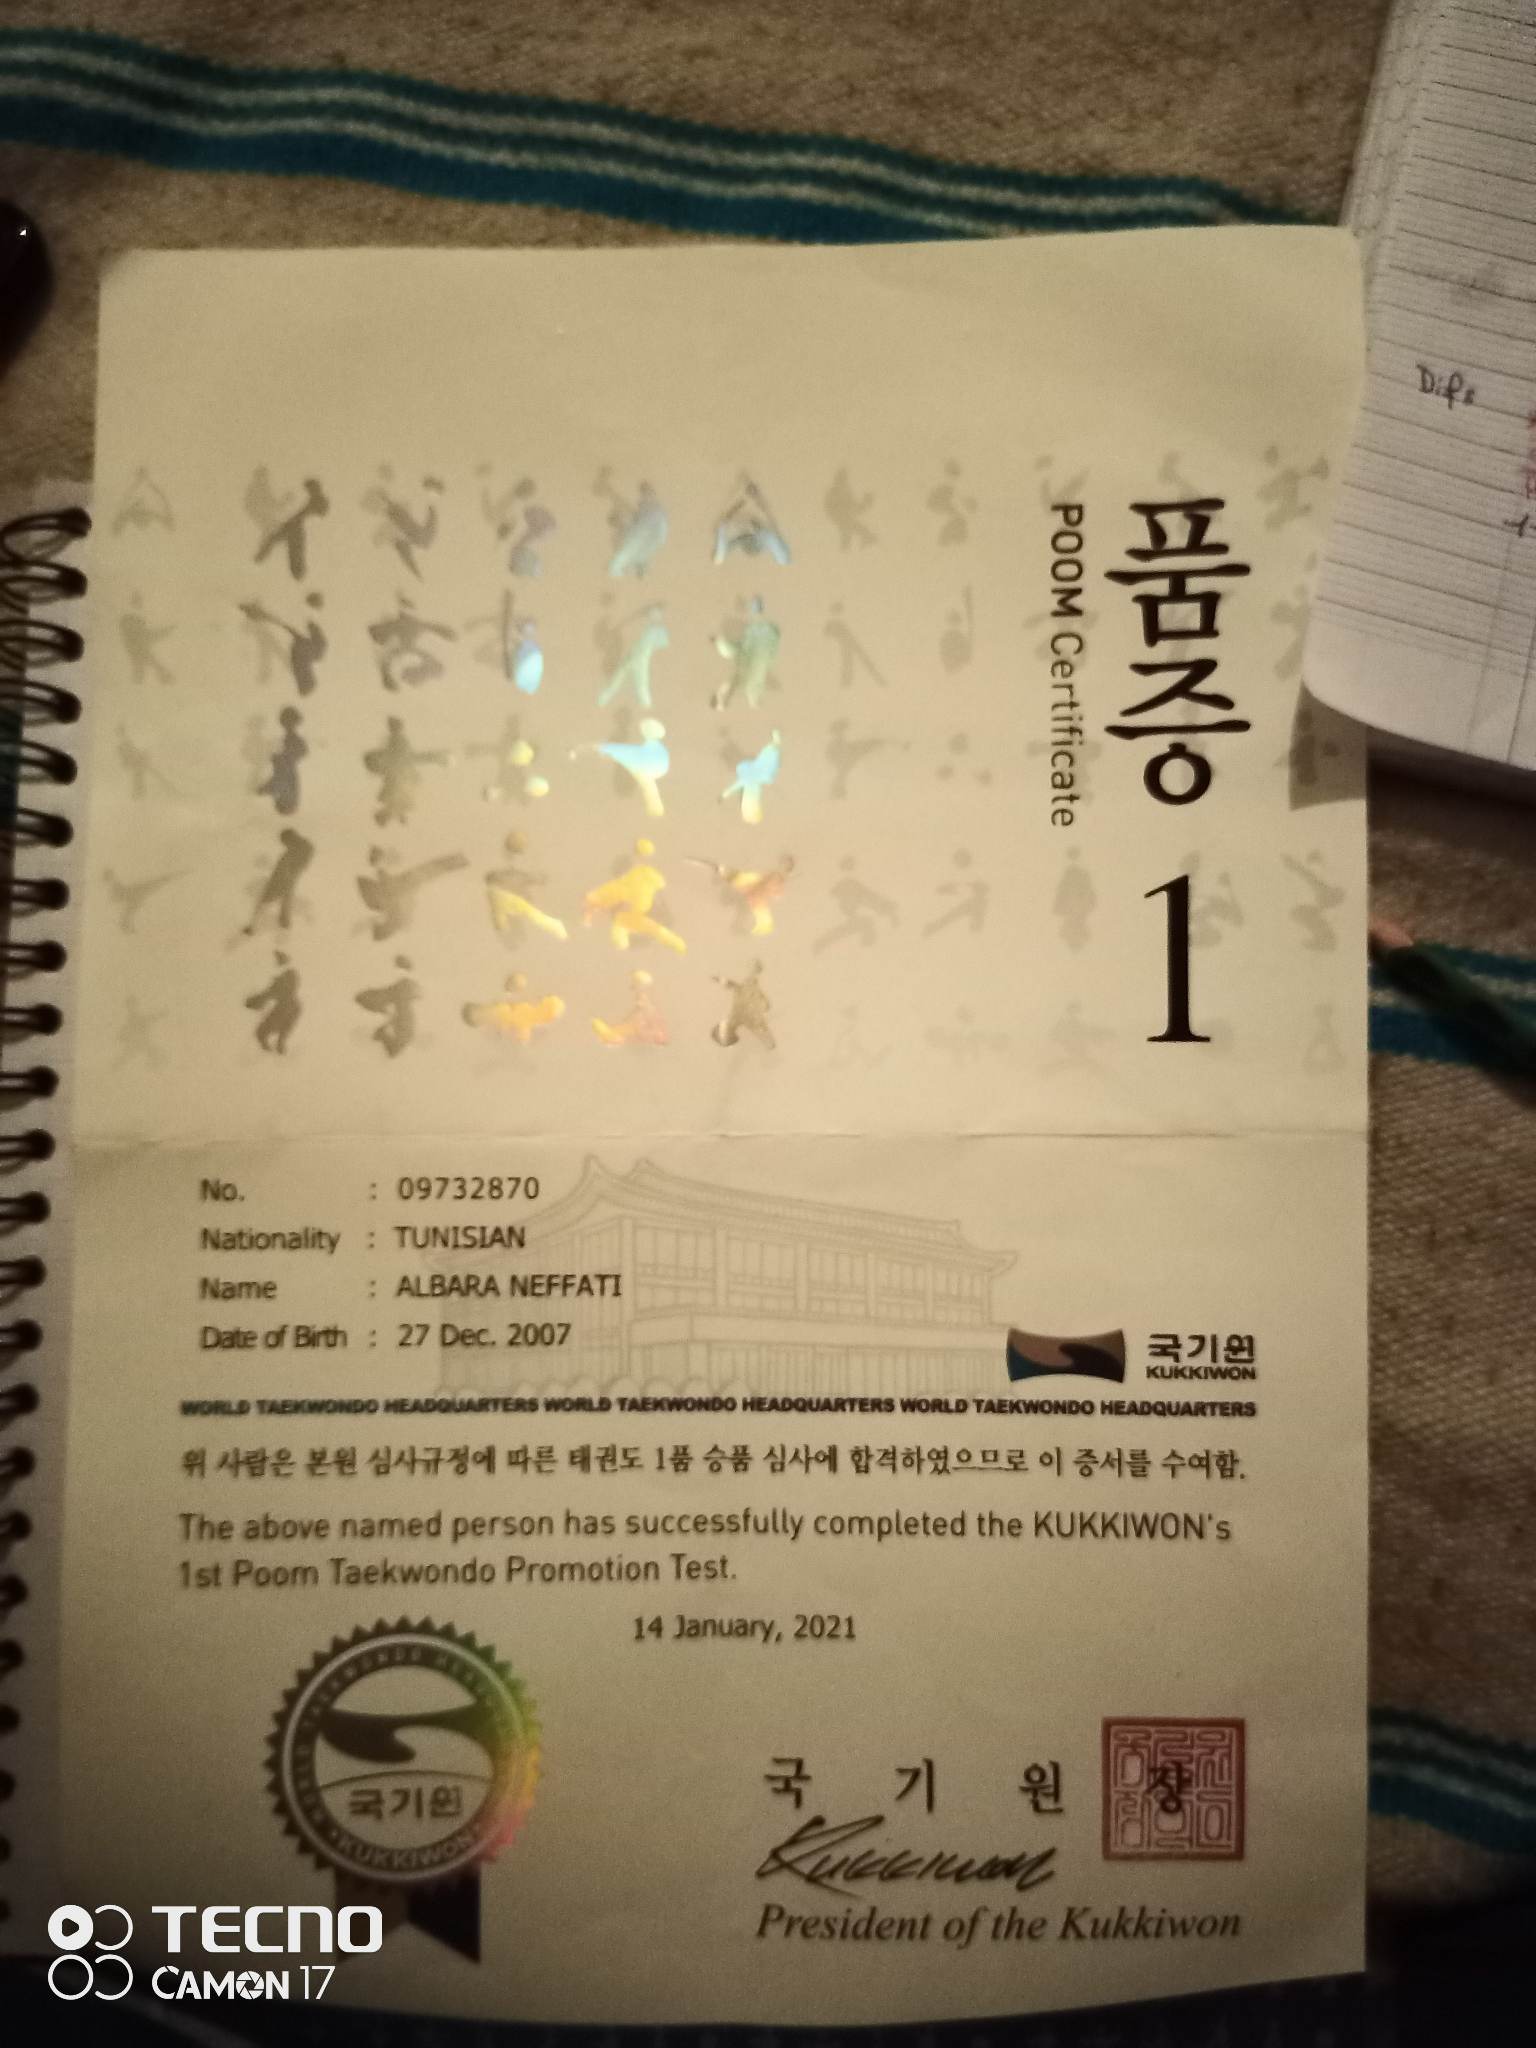 Difs
품증 1
POOM Certificate
No. : 09732870
Nationality : TUNISIAN
Name : ALBARA NEFFATI
Date of Birth : 27 Dec. 2007
국기원
KUKKIWON
WORLD TAEKWONDO HEADQUARTERS WORLD TAEKWONDO HEADQUARTERS WORLD TAEKWONDO HEADQUARTERS
위 사람은 본원 심사규정에 따른 태권도 1품 승품 심사에 합격하였으므로 이 증서를 수여함.
The above named person has successfully completed the KUKKIWON's
1st Poom Taekwondo Promotion Test.
14 January, 2021
국기원
KUKKIWON
국 기 원 장
Kukkiwon
President of the Kukkiwon
TECNO
CAMON 17